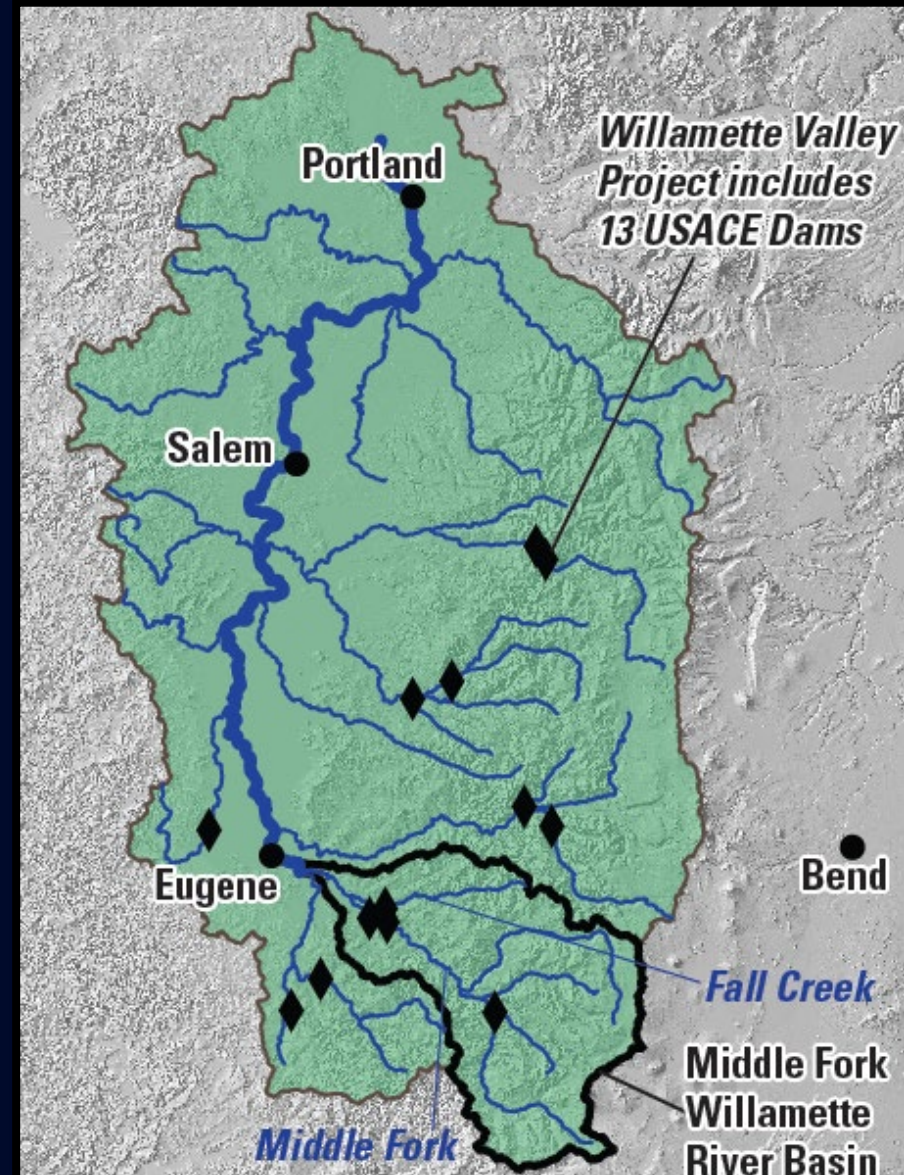 Portland
Willamette Valley
Project includes
13 USACE Dams
Salem
Eugene
Bend
Fall Creek
Middle Fork
Middle Fork
Willamette
River Basin